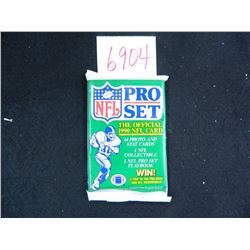 6904
NFL
PRO
SET
THE OFFICIAL
1990 NFL CARD
14 PHOTO AND
STAT CARDS
1 NFL
COLLECTIBLE
1 NFL PRO SET
PLAYBOOK
WIN!